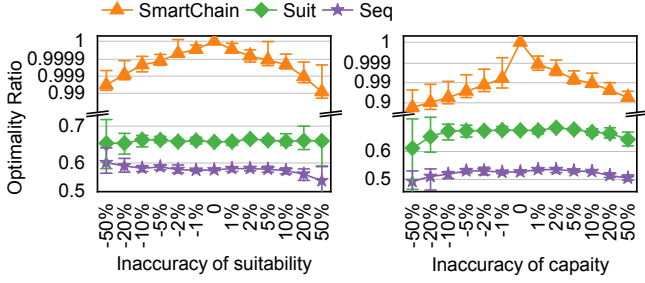 SmartChain Suit Seq
Optimality Ratio
1
0.9999
0.999
0.99
0.7
0.6
0.5
-50% -20% -10% -5% -2% -1% 0 1% 2% 5% 10% 20% 50%
Inaccuracy of suitability
1
0.999
0.99
0.9
0.6
0.5
-50% -20% -10% -5% -2% -1% 0 1% 2% 5% 10% 20% 50%
Inaccuracy of capaity